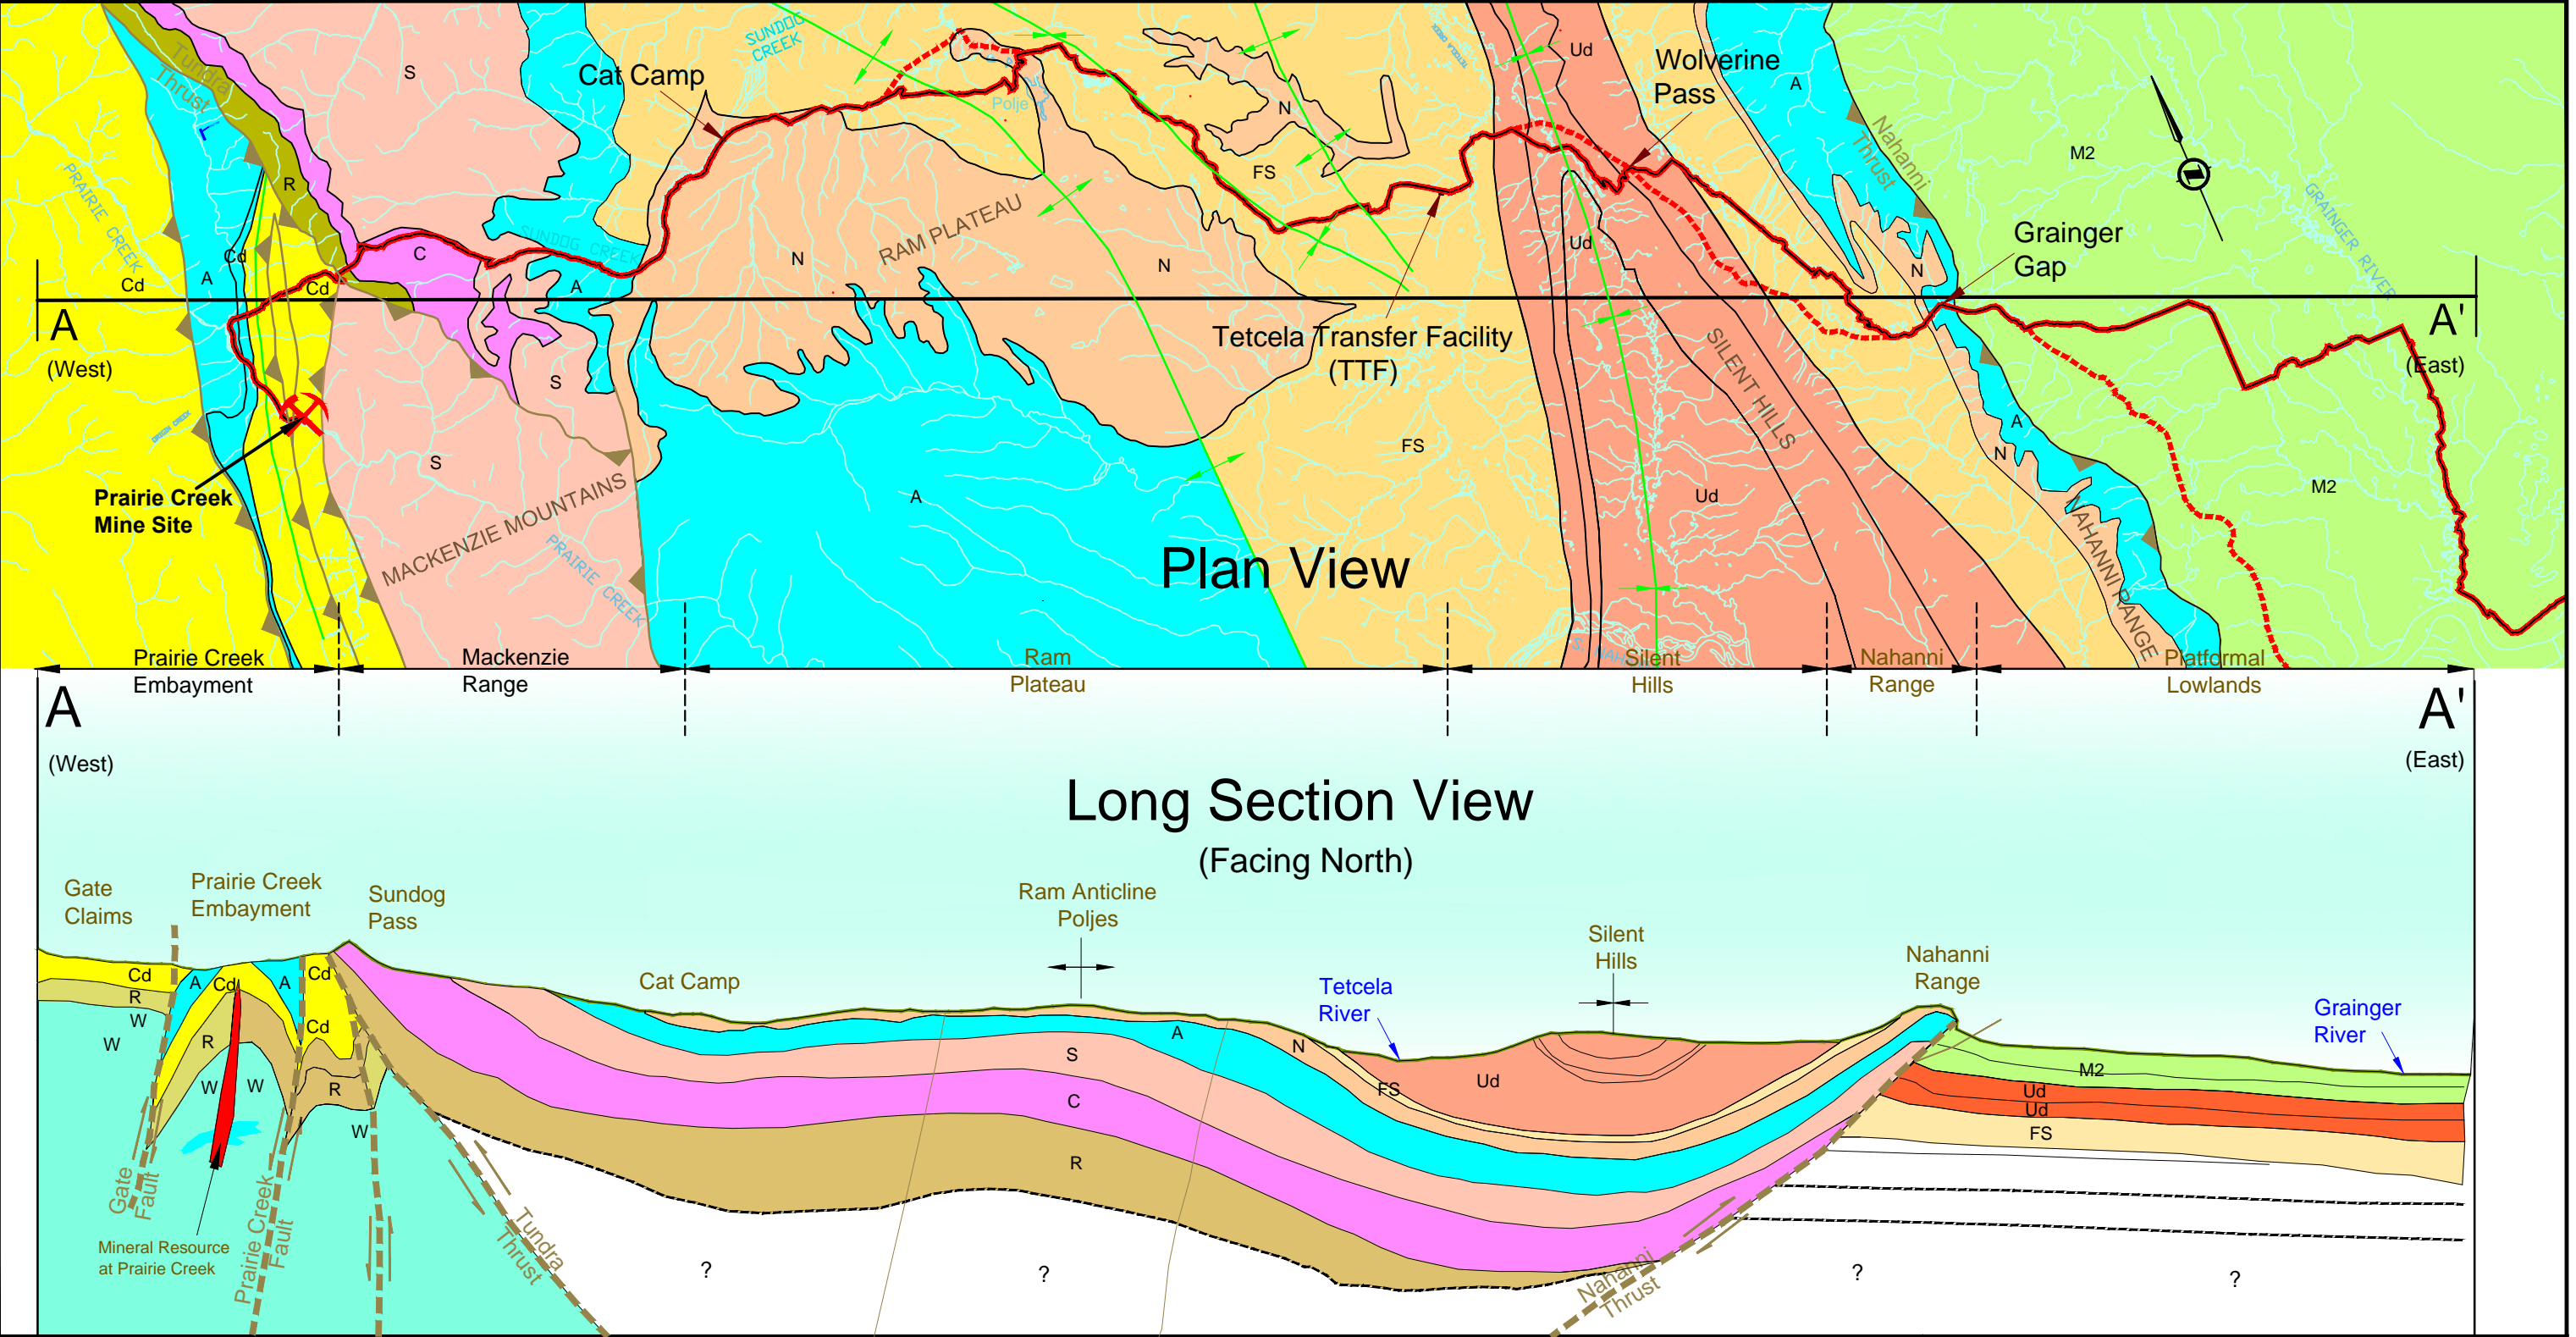 SUNDOG
CREEK
Tundra
Thrust
S
Cat Camp
Polje
Ud
Wolverine
Pass
A
Nahanni
Thrust
M2
N
FS
R
PRAIRIE CREEK
GRAINGER RIVER
RAM PLATEAU
Grainger
Gap
Cd
A
Cd
Cd
C
SUNDOG CREEK
A
N
N
Ud
N
A
(West)
Tetcela Transfer Facility
(TTF)
A'
(East)
S
SILENT HILLS
S
FS
A
N
M2
Prairie Creek
Mine Site
MACKENZIE MOUNTAINS
PRAIRIE CREEK
A
Ud
Plan View
NAHANNI RANGE
Prairie Creek
Embayment
Mackenzie
Range
Ram
Plateau
Silent
Hills
Nahanni
Range
Platformal
Lowlands
A
(West)
A'
(East)
Long Section View
(Facing North)
Gate
Claims
Prairie Creek
Embayment
Sundog
Pass
Cat Camp
Ram Anticline
Poljes
Tetcela
River
Silent
Hills
Nahanni
Range
Grainger
River
Cd
R
W
W
A
Cd
A
Cd
Cd
R
W
W
R
W
A
S
C
R
N
FS
Ud
M2
Ud
Ud
FS
Gate
Fault
Mineral Resource
at Prairie Creek
Prairie Creek
Fault
Tundra
Thrust
Nahanni
Thrust
?
?
?
?